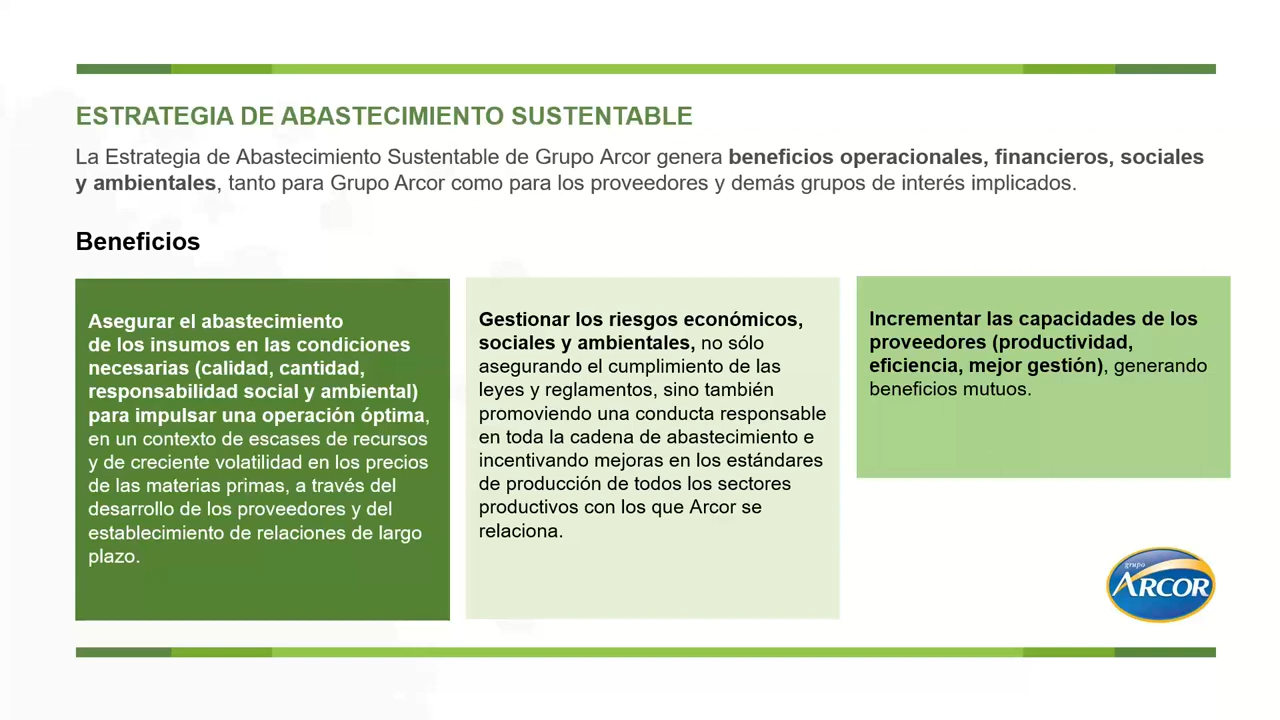 ESTRATEGIA DE ABASTECIMIENTO SUSTENTABLE
La Estrategia de Abastecimiento Sustentable de Grupo Arcor genera beneficios operacionales, financieros, sociales
y ambientales, tanto para Grupo Arcor como para los proveedores y demás grupos de interés implicados.
Beneficios
Asegurar el abastecimiento
de los insumos en las condiciones
necesarias (calidad, cantidad,
responsabilidad social y ambiental)
para impulsar una operación óptima,
en un contexto de escases de recursos
y de creciente volatilidad en los precios
de las materias primas, a través del
desarrollo de los proveedores y del
establecimiento de relaciones de largo
plazo.
Gestionar los riesgos económicos,
sociales y ambientales, no sólo
asegurando el cumplimiento de las
leyes y reglamentos, sino también
promoviendo una conducta responsable
en toda la cadena de abastecimiento e
incentivando mejoras en los estándares
de producción de todos los sectores
productivos con los que Arcor se
relaciona.
Incrementar las capacidades de los
proveedores (productividad,
eficiencia, mejor gestión), generando
beneficios mutuos.
grupo
ARCOR